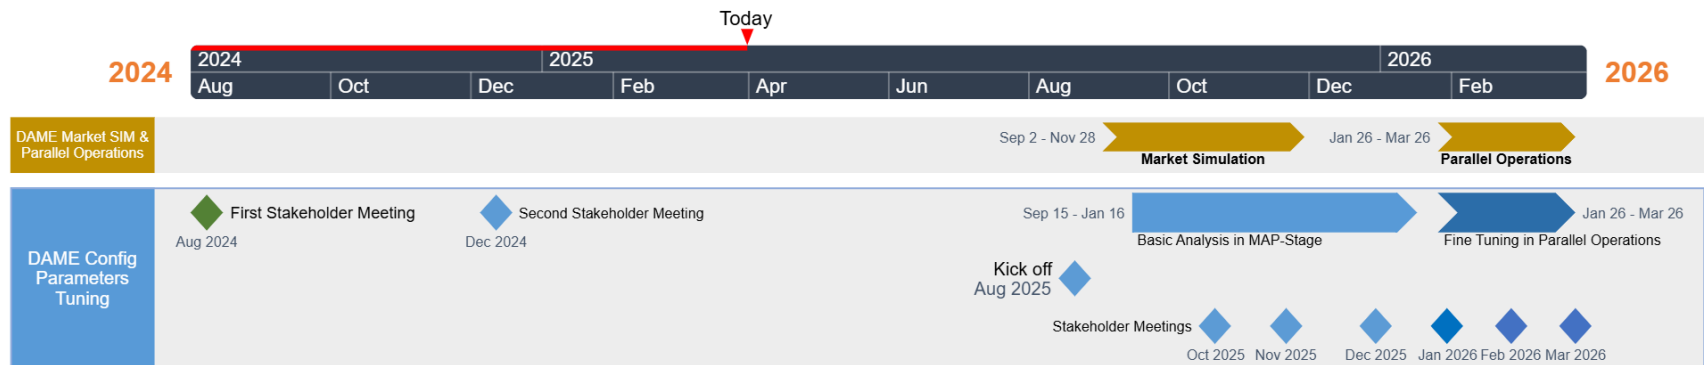 Today
2024
2024 2025 2026
Aug Oct Dec Feb Apr Jun Aug Oct Dec Feb
2026
DAME Market SIM &
Parallel Operations
Sep 2 - Nov 28
Market Simulation
Jan 26 - Mar 26
Parallel Operations
DAME Config
Parameters
Tuning
First Stakeholder Meeting
Aug 2024
Second Stakeholder Meeting
Dec 2024
Sep 15 - Jan 16
Basic Analysis in MAP-Stage
Jan 26 - Mar 26
Fine Tuning in Parallel Operations
Kick off
Aug 2025
Stakeholder Meetings
Oct 2025 Nov 2025 Dec 2025 Jan 2026 Feb 2026 Mar 2026